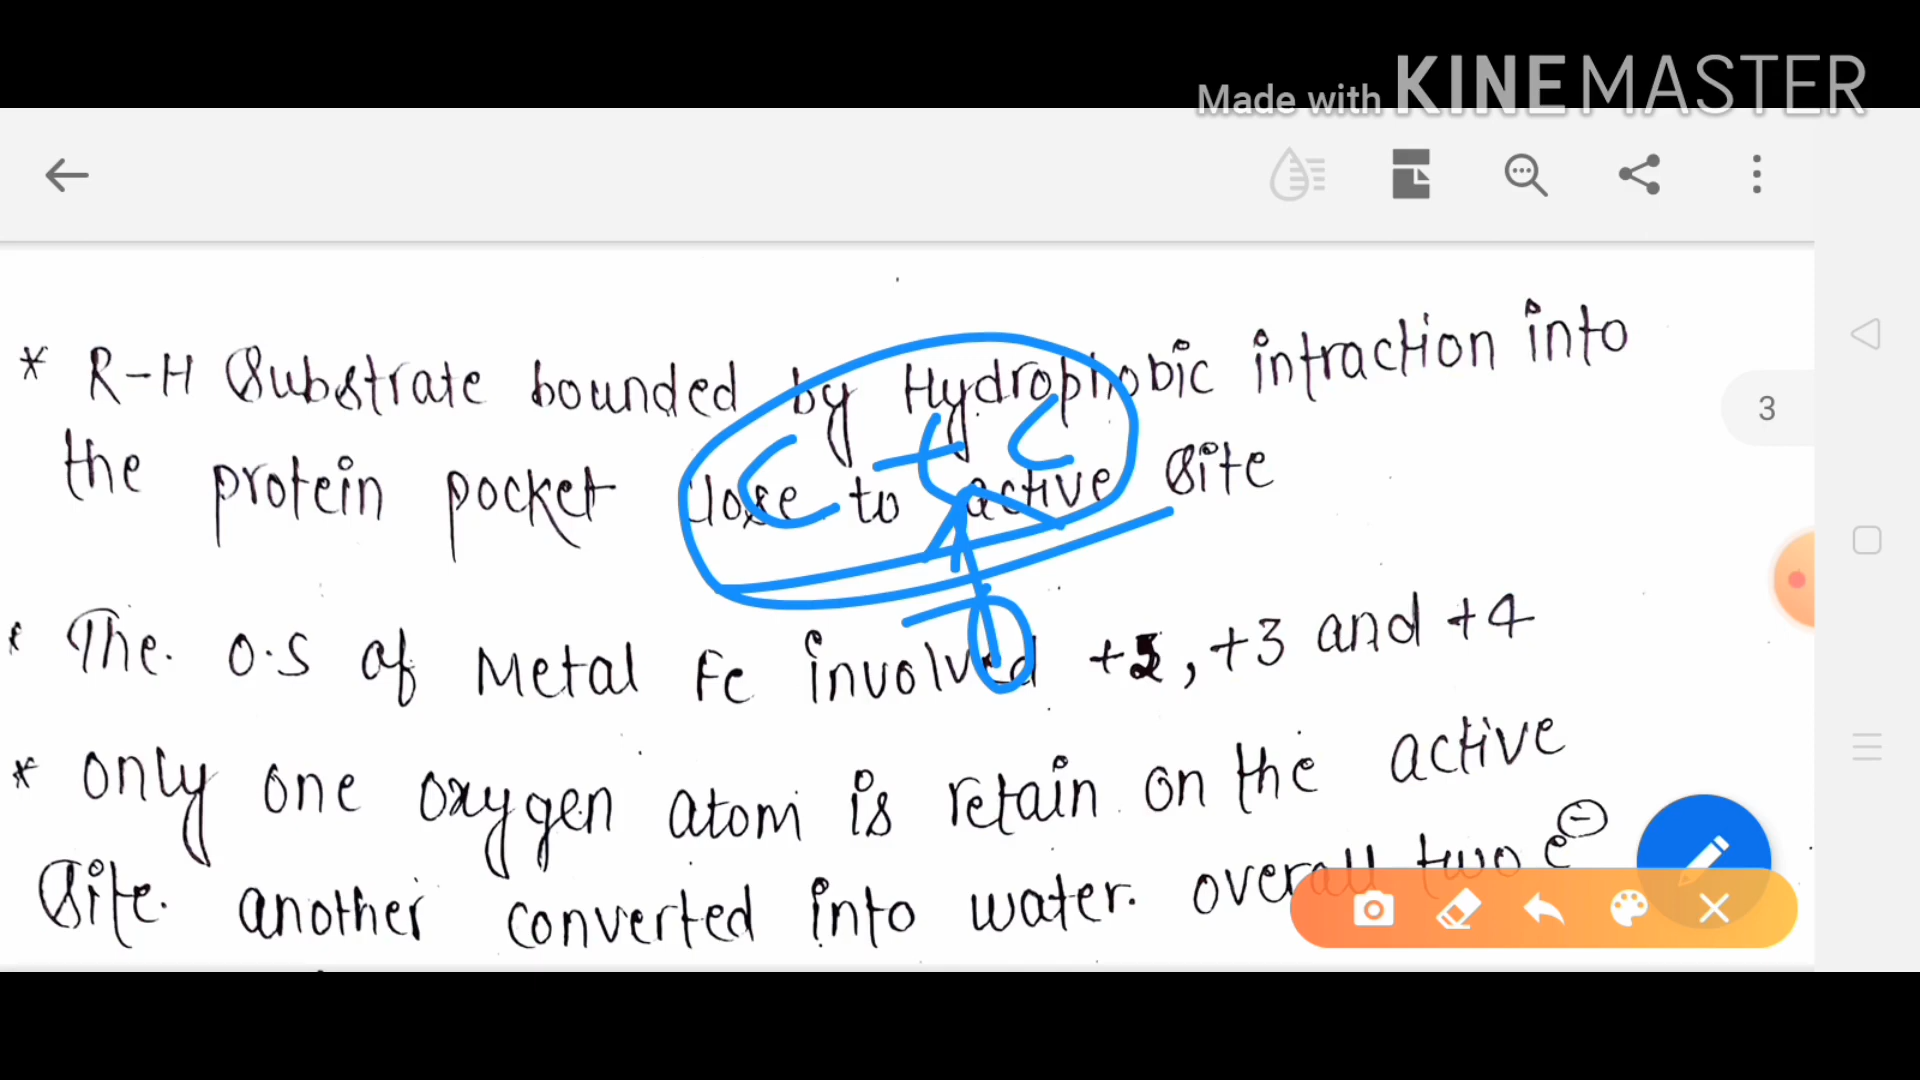 Made with KINEMASTER
3
* R-H Substrate bounded by Hydrophobic intraction into
the protein pocket close to active site
* The. O.S of Metal Fe involved , +3 and +4
* only one oxygen atom is retain on the active
site. another converted into water. overall two e⊖